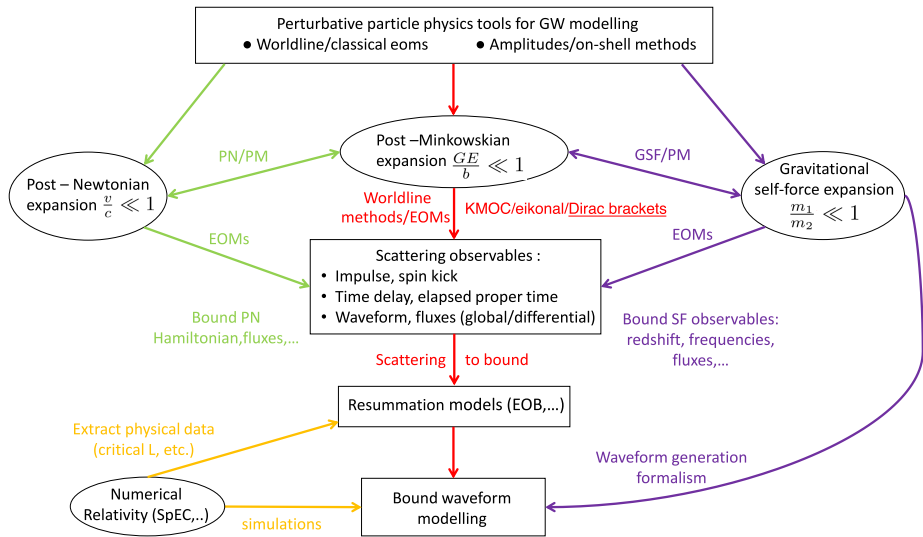 Perturbative particle physics tools for GW modelling
● Worldline/classical eoms ● Amplitudes/on-shell methods
Post –Minkowskian
expansion GE/b ≪ 1
PN/PM
GSF/PM
Post – Newtonian
expansion v/c ≪ 1
Gravitational
self-force expansion
m₁/m₂ ≪ 1
Worldline
methods/EOMs
KMOC/eikonal/Dirac brackets
EOMs
EOMs
Scattering observables :
• Impulse, spin kick
• Time delay, elapsed proper time
• Waveform, fluxes (global/differential)
Bound PN
Hamiltonian,fluxes,...
Bound SF observables:
redshift, frequencies,
fluxes,...
Scattering to bound
Resummation models (EOB,...)
Extract physical data
(critical L, etc.)
Waveform generation
formalism
Numerical
Relativity (SpEC,..)
simulations
Bound waveform
modelling